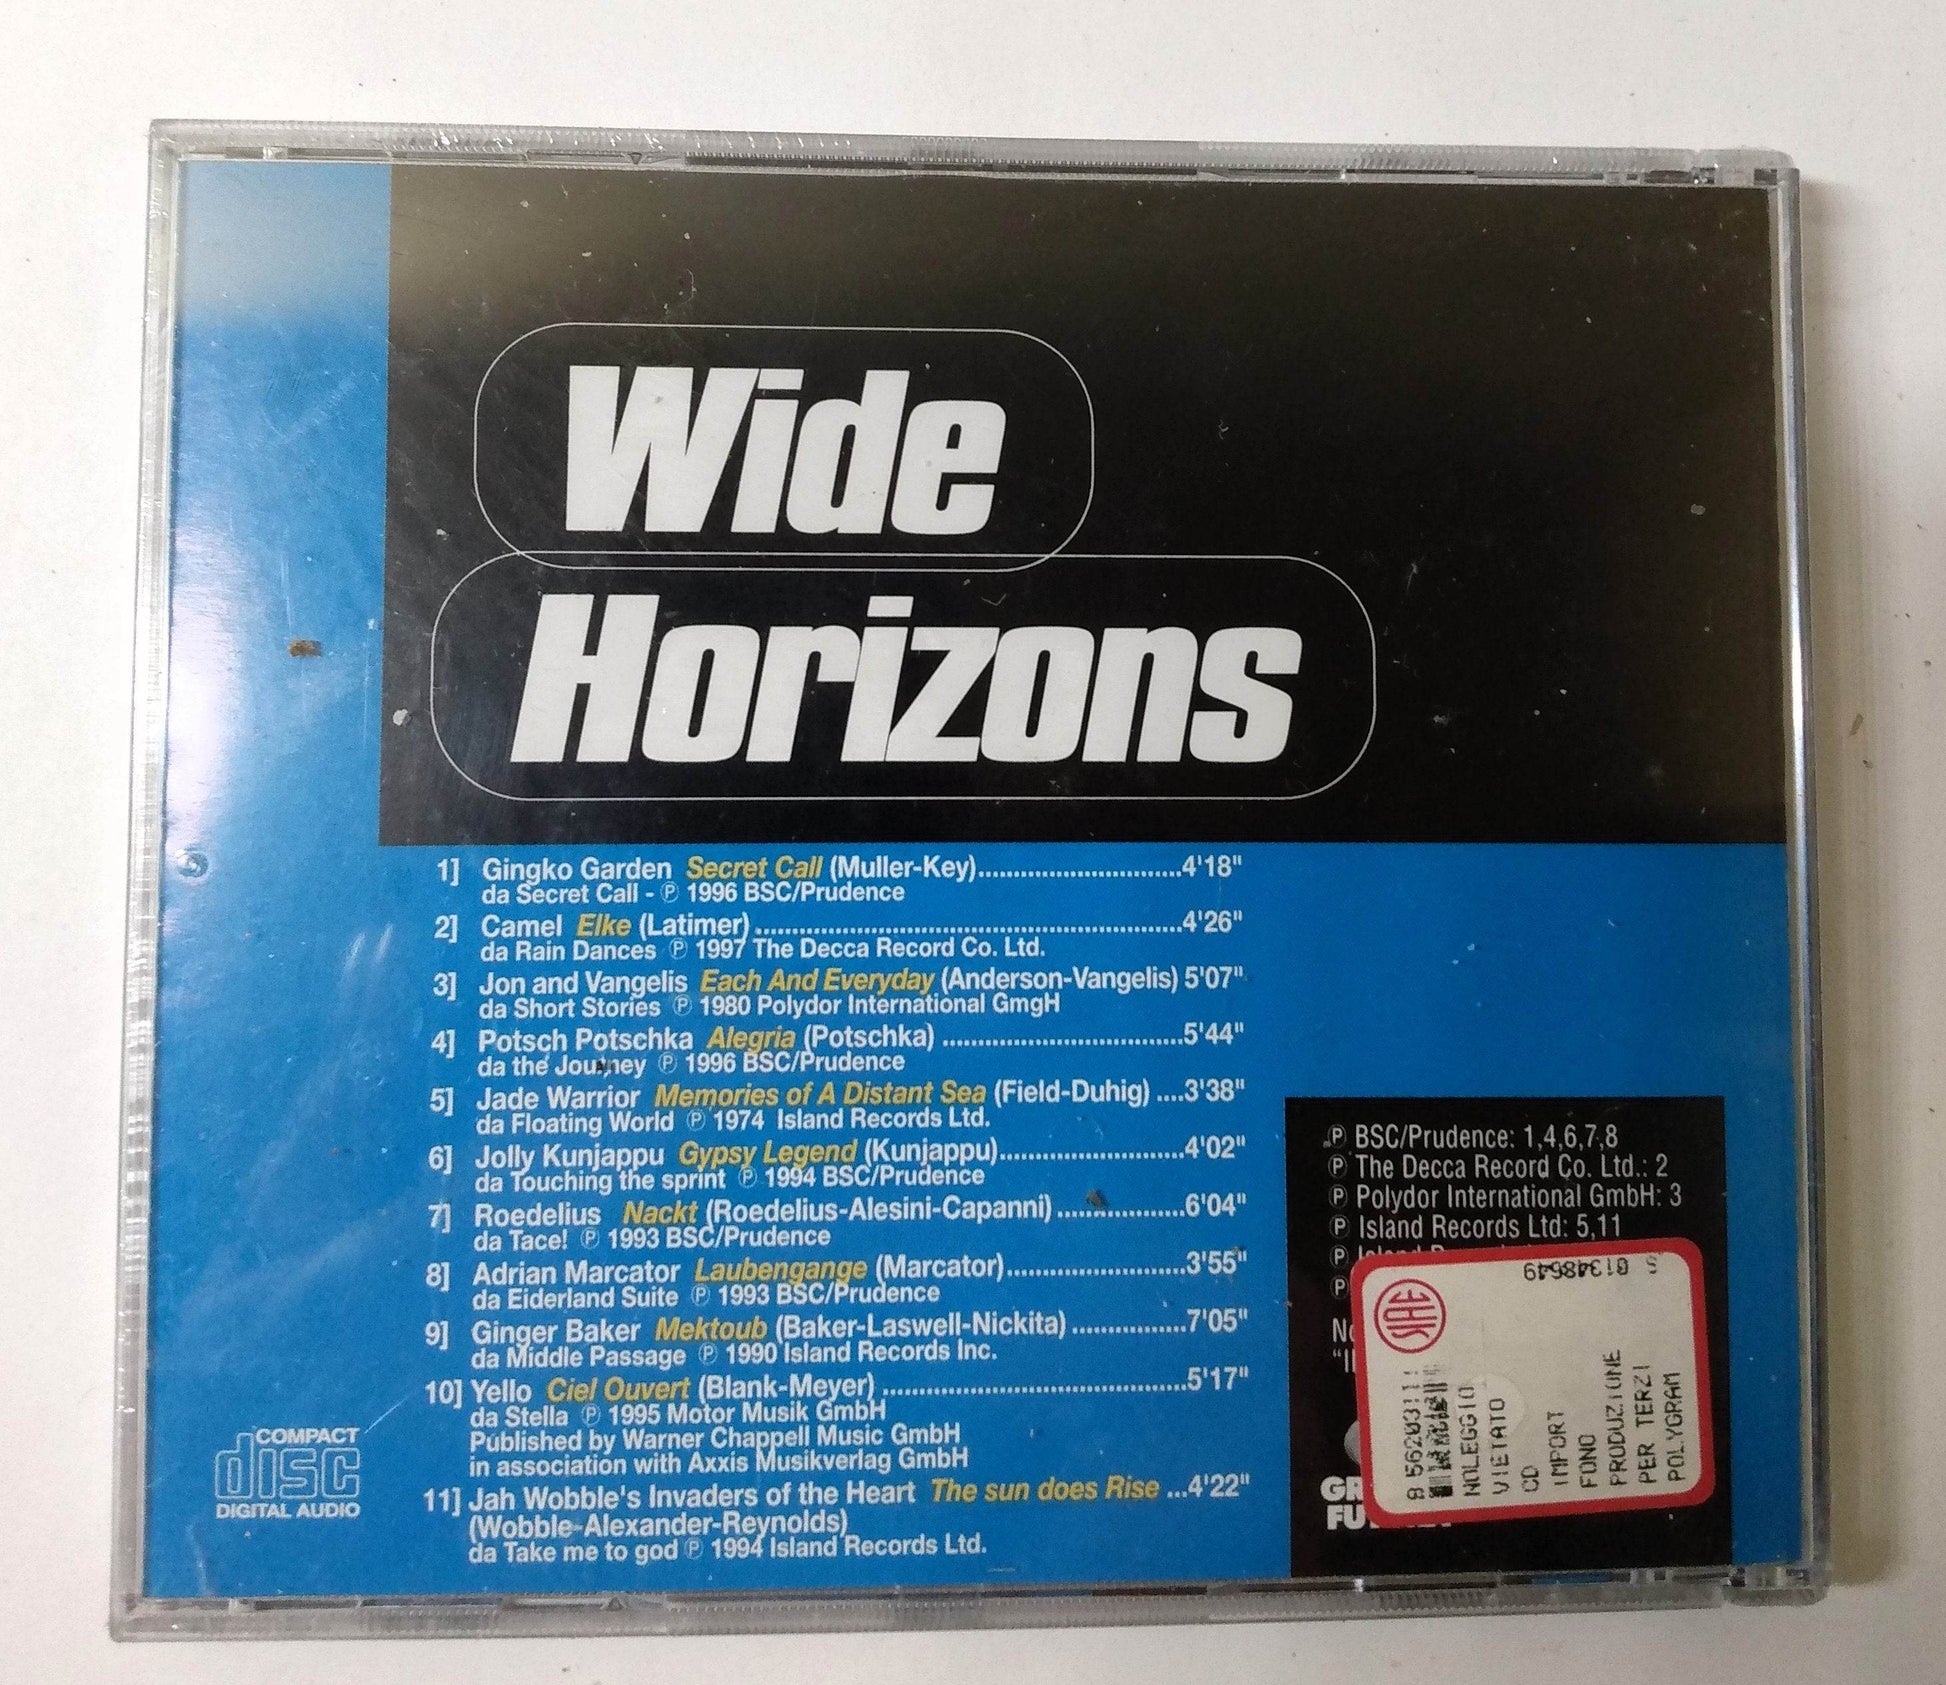 Wide
Horizons
1] Gingko Garden Secret Call (Muller-Key)............................4'18"
da Secret Call - ℗ 1996 BSC/Prudence
2] Camel Elke (Latimer)..........................................................4'26"
da Rain Dances ℗ 1997 The Decca Record Co. Ltd.
3] Jon and Vangelis Each And Everyday (Anderson-Vangelis) 5'07"
da Short Stories ℗ 1980 Polydor International GmgH
4] Potsch Potschka Alegria (Potschka) .................................5'44"
da the Journey ℗ 1996 BSC/Prudence
5] Jade Warrior Memories of A Distant Sea (Field-Duhig) ....3'38"
da Floating World ℗ 1974 Island Records Ltd.
6] Jolly Kunjappu Gypsy Legend (Kunjappu).........................4'02"
da Touching the sprint ℗ 1994 BSC/Prudence
7] Roedelius Nackt (Roedelius-Alesini-Capanni)..................6'04"
da Tace! ℗ 1993 BSC/Prudence
8] Adrian Marcator Laubengange (Marcator).........................3'55"
da Eiderland Suite ℗ 1993 BSC/Prudence
9] Ginger Baker Mektoub (Baker-Laswell-Nickita) ................7'05"
da Middle Passage ℗ 1990 Island Records Inc.
10] Yello Ciel Ouvert (Blank-Meyer) ..........................................5'17"
da Stella ℗ 1995 Motor Musik GmbH
Published by Warner Chappell Music GmbH
in association with Axxis Musikverlag GmbH
11] Jah Wobble's Invaders of the Heart The sun does Rise ...4'22"
(Wobble-Alexander-Reynolds)
da Take me to god ℗ 1994 Island Records Ltd.
COMPACT
disc
DIGITAL AUDIO
℗ BSC/Prudence: 1,4,6,7,8
℗ The Decca Record Co. Ltd.: 2
℗ Polydor International GmbH: 3
℗ Island Records Ltd: 5,11
℗ Island
℗
SIAE
S 01348649
8 56203111
NOLEGGIO
VIETATO
CD
IMPORT
FONO
PRODUZIONE
PER TERZI
POLYGRAM